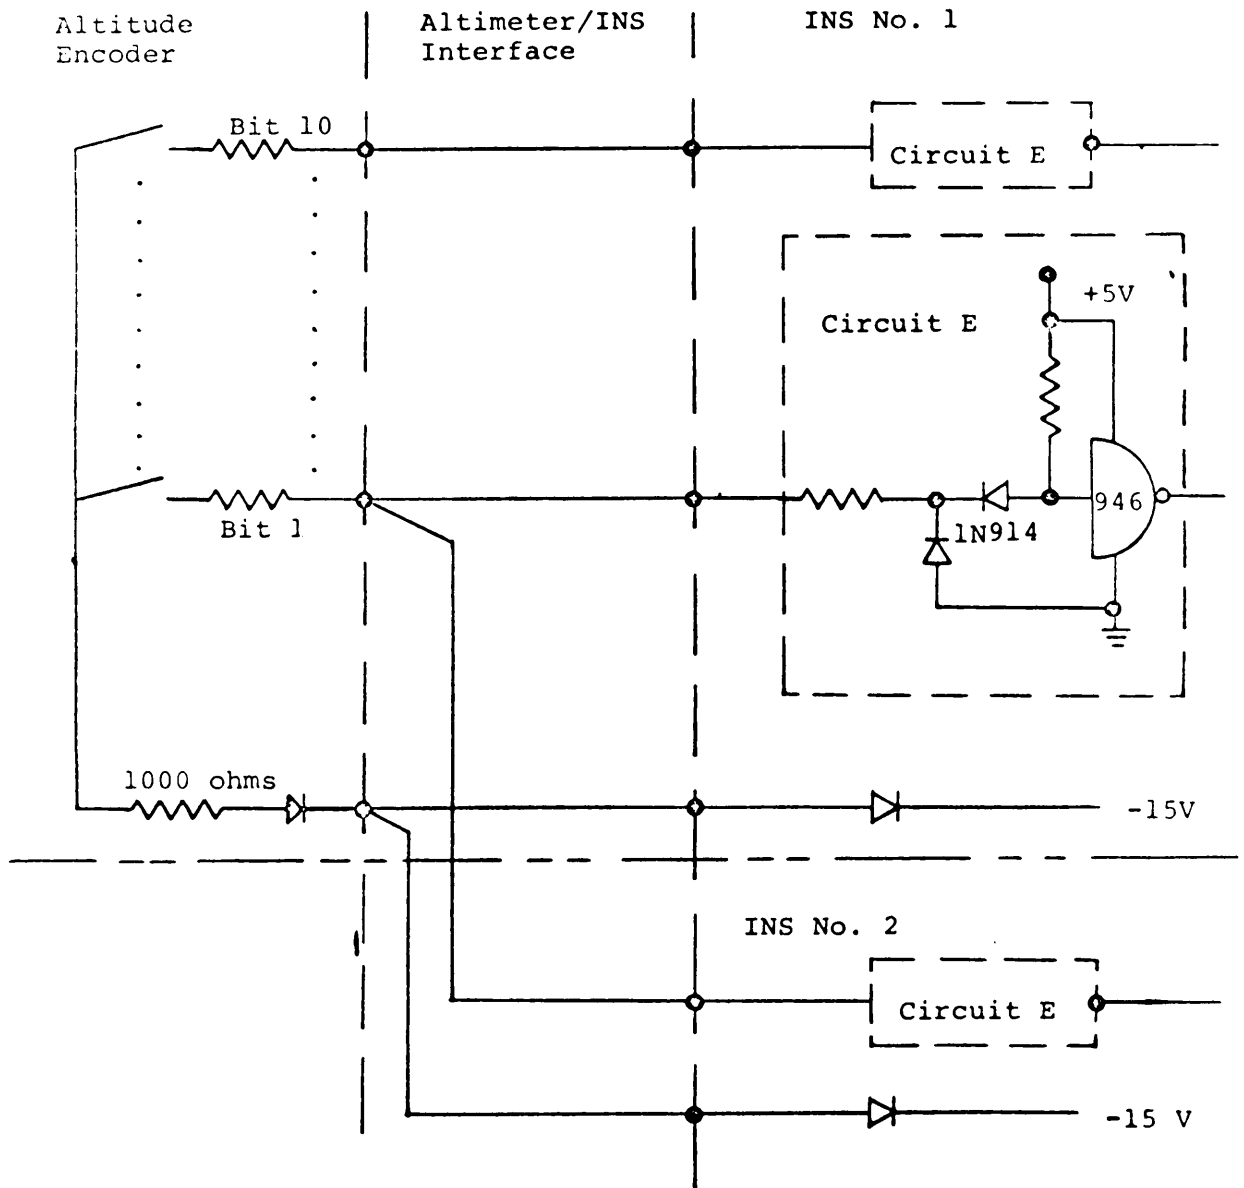 Altitude
Encoder
Altimeter/INS
Interface
INS No. 1
Bit 10
Circuit E
+5V
Circuit E
946
1N914
Bit 1
1000 ohms
-15V
INS No. 2
Circuit E
-15 V